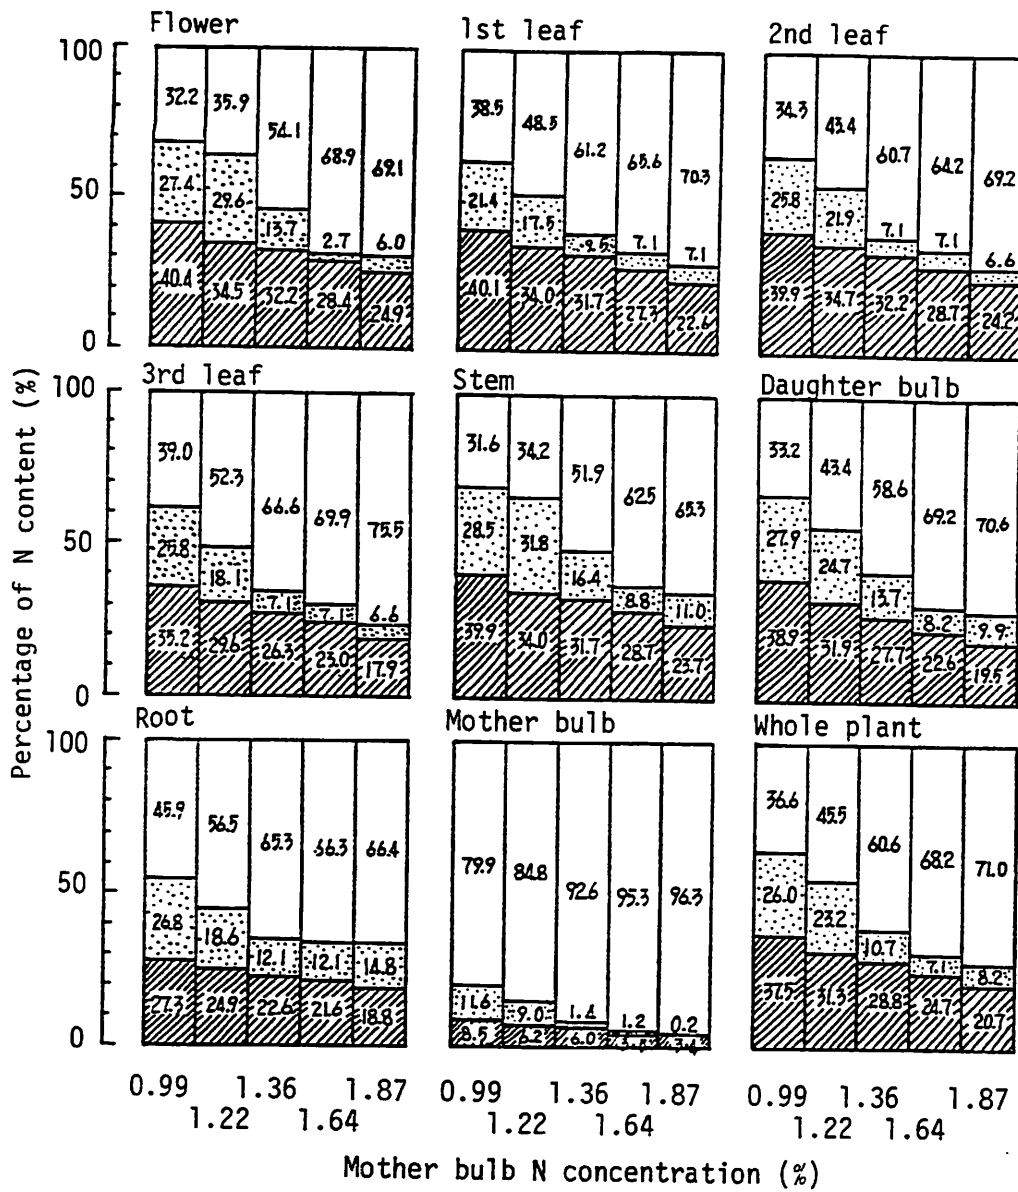 Flower
1st leaf
2nd leaf
100
50
0
32.2 35.9 54.1 68.9 69.1
27.4 29.6 13.7 2.7 6.0
40.4 34.5 32.2 28.4 24.9
38.5 48.5 61.2 65.6 70.3
21.4 17.5 9.5 7.1 7.1
40.1 34.0 31.7 27.3 22.6
34.3 43.4 60.7 64.2 69.2
25.8 21.9 7.1 7.1 6.6
39.9 34.7 32.2 28.7 24.2
Percentage of N content (%)
3rd leaf
Stem
Daughter bulb
100
50
0
39.0 52.3 66.6 69.9 75.5
25.8 18.1 7.1 7.1 6.6
35.2 29.6 26.3 23.0 17.9
31.6 34.2 51.9 62.5 65.3
28.5 31.8 16.4 8.8 11.0
39.9 34.0 31.7 28.7 23.7
33.2 43.4 58.6 69.2 70.6
27.9 24.7 13.7 8.2 9.9
38.9 31.9 27.7 22.6 19.5
Root
Mother bulb
Whole plant
100
50
0
45.9 56.5 65.3 66.3 66.4
26.8 18.6 12.1 12.1 14.8
27.3 24.9 22.6 21.6 18.8
79.9 84.8 92.6 95.3 96.3
11.6 9.0 1.4 1.2 0.2
8.5 6.2 6.0 3.5 3.4
36.6 45.5 60.6 68.2 71.0
26.0 23.2 10.7 7.1 8.2
37.5 31.3 28.8 24.7 20.7
0.99 1.36 1.87
1.22 1.64
0.99 1.36 1.87
1.22 1.64
0.99 1.36 1.87
1.22 1.64
Mother bulb N concentration (%)